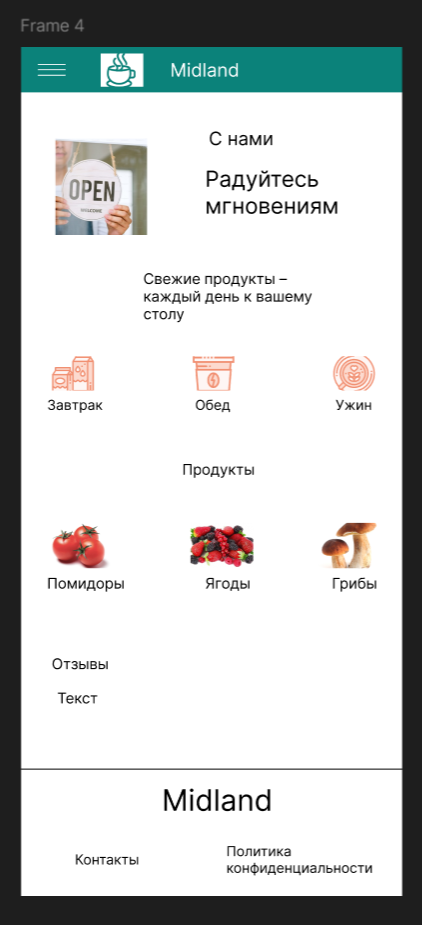 Frame 4
Midland
С нами
OPEN
Радуйтесь
мгновениям
Свежие продукты –
каждый день к вашему
столу
Завтрак
Обед
Ужин
Продукты
Помидоры
Ягоды
Грибы
Отзывы
Текст
Midland
Контакты
Политика
конфиденциальности